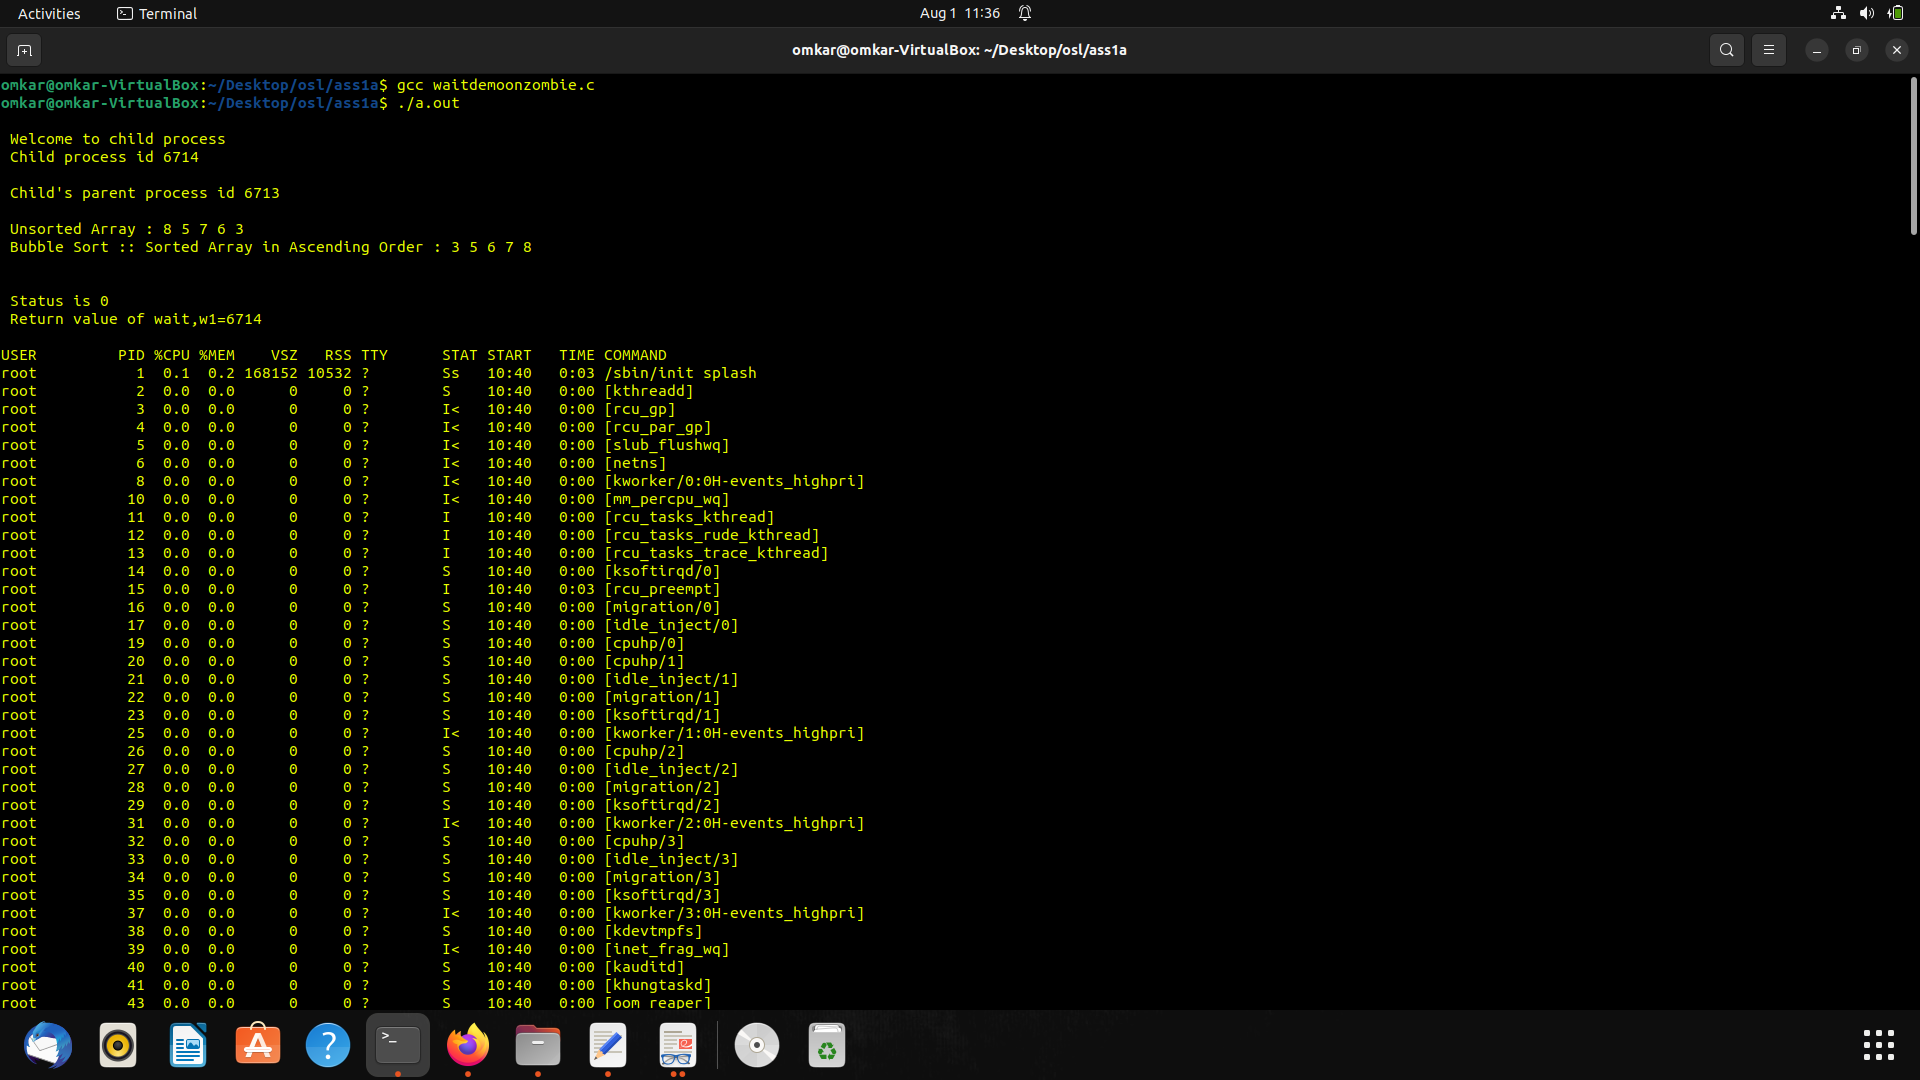 Activities Terminal Aug 1 11:36
omkar@omkar-VirtualBox: ~/Desktop/osl/ass1a
omkar@omkar-VirtualBox:~/Desktop/osl/ass1a$ gcc waitdemoonzombie.c
omkar@omkar-VirtualBox:~/Desktop/osl/ass1a$ ./a.out
Welcome to child process
Child process id 6714
Child's parent process id 6713
Unsorted Array : 8 5 7 6 3
Bubble Sort :: Sorted Array in Ascending Order : 3 5 6 7 8
Status is 0
Return value of wait,w1=6714
USER PID %CPU %MEM VSZ RSS TTY STAT START TIME COMMAND
root 1 0.1 0.2 168152 10532 ? Ss 10:40 0:03 /sbin/init splash
root 2 0.0 0.0 0 0 ? S 10:40 0:00 [kthreadd]
root 3 0.0 0.0 0 0 ? I< 10:40 0:00 [rcu_gp]
root 4 0.0 0.0 0 0 ? I< 10:40 0:00 [rcu_par_gp]
root 5 0.0 0.0 0 0 ? I< 10:40 0:00 [slub_flushwq]
root 6 0.0 0.0 0 0 ? I< 10:40 0:00 [netns]
root 8 0.0 0.0 0 0 ? I< 10:40 0:00 [kworker/0:0H-events_highpri]
root 10 0.0 0.0 0 0 ? I< 10:40 0:00 [mm_percpu_wq]
root 11 0.0 0.0 0 0 ? I 10:40 0:00 [rcu_tasks_kthread]
root 12 0.0 0.0 0 0 ? I 10:40 0:00 [rcu_tasks_rude_kthread]
root 13 0.0 0.0 0 0 ? I 10:40 0:00 [rcu_tasks_trace_kthread]
root 14 0.0 0.0 0 0 ? S 10:40 0:00 [ksoftirqd/0]
root 15 0.0 0.0 0 0 ? I 10:40 0:03 [rcu_preempt]
root 16 0.0 0.0 0 0 ? S 10:40 0:00 [migration/0]
root 17 0.0 0.0 0 0 ? S 10:40 0:00 [idle_inject/0]
root 19 0.0 0.0 0 0 ? S 10:40 0:00 [cpuhp/0]
root 20 0.0 0.0 0 0 ? S 10:40 0:00 [cpuhp/1]
root 21 0.0 0.0 0 0 ? S 10:40 0:00 [idle_inject/1]
root 22 0.0 0.0 0 0 ? S 10:40 0:00 [migration/1]
root 23 0.0 0.0 0 0 ? S 10:40 0:00 [ksoftirqd/1]
root 25 0.0 0.0 0 0 ? I< 10:40 0:00 [kworker/1:0H-events_highpri]
root 26 0.0 0.0 0 0 ? S 10:40 0:00 [cpuhp/2]
root 27 0.0 0.0 0 0 ? S 10:40 0:00 [idle_inject/2]
root 28 0.0 0.0 0 0 ? S 10:40 0:00 [migration/2]
root 29 0.0 0.0 0 0 ? S 10:40 0:00 [ksoftirqd/2]
root 31 0.0 0.0 0 0 ? I< 10:40 0:00 [kworker/2:0H-events_highpri]
root 32 0.0 0.0 0 0 ? S 10:40 0:00 [cpuhp/3]
root 33 0.0 0.0 0 0 ? S 10:40 0:00 [idle_inject/3]
root 34 0.0 0.0 0 0 ? S 10:40 0:00 [migration/3]
root 35 0.0 0.0 0 0 ? S 10:40 0:00 [ksoftirqd/3]
root 37 0.0 0.0 0 0 ? I< 10:40 0:00 [kworker/3:0H-events_highpri]
root 38 0.0 0.0 0 0 ? S 10:40 0:00 [kdevtmpfs]
root 39 0.0 0.0 0 0 ? I< 10:40 0:00 [inet_frag_wq]
root 40 0.0 0.0 0 0 ? S 10:40 0:00 [kauditd]
root 41 0.0 0.0 0 0 ? S 10:40 0:00 [khungtaskd]
root 43 0.0 0.0 0 0 ? S 10:40 0:00 [oom_reaper]